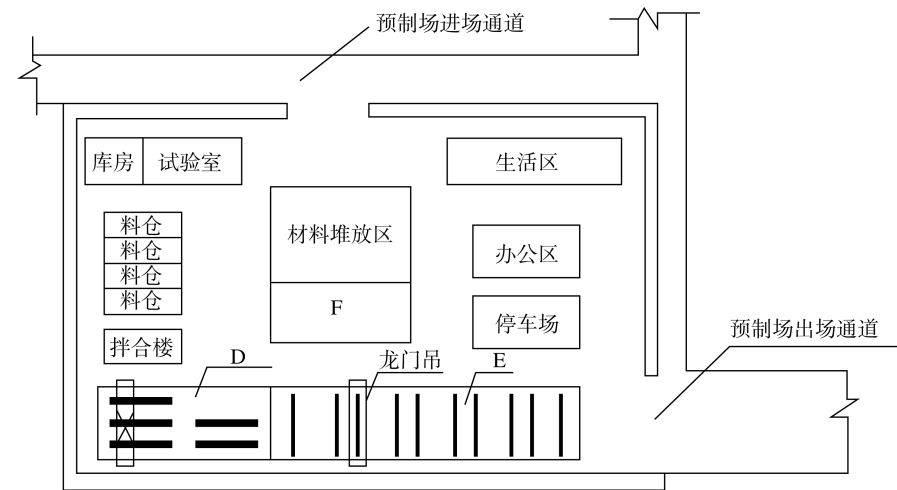 预制场进场通道
库房
试验室
生活区
料仓
料仓
料仓
料仓
材料堆放区
办公区
F
停车场
预制场出场通道
拌合楼
D
龙门吊
E